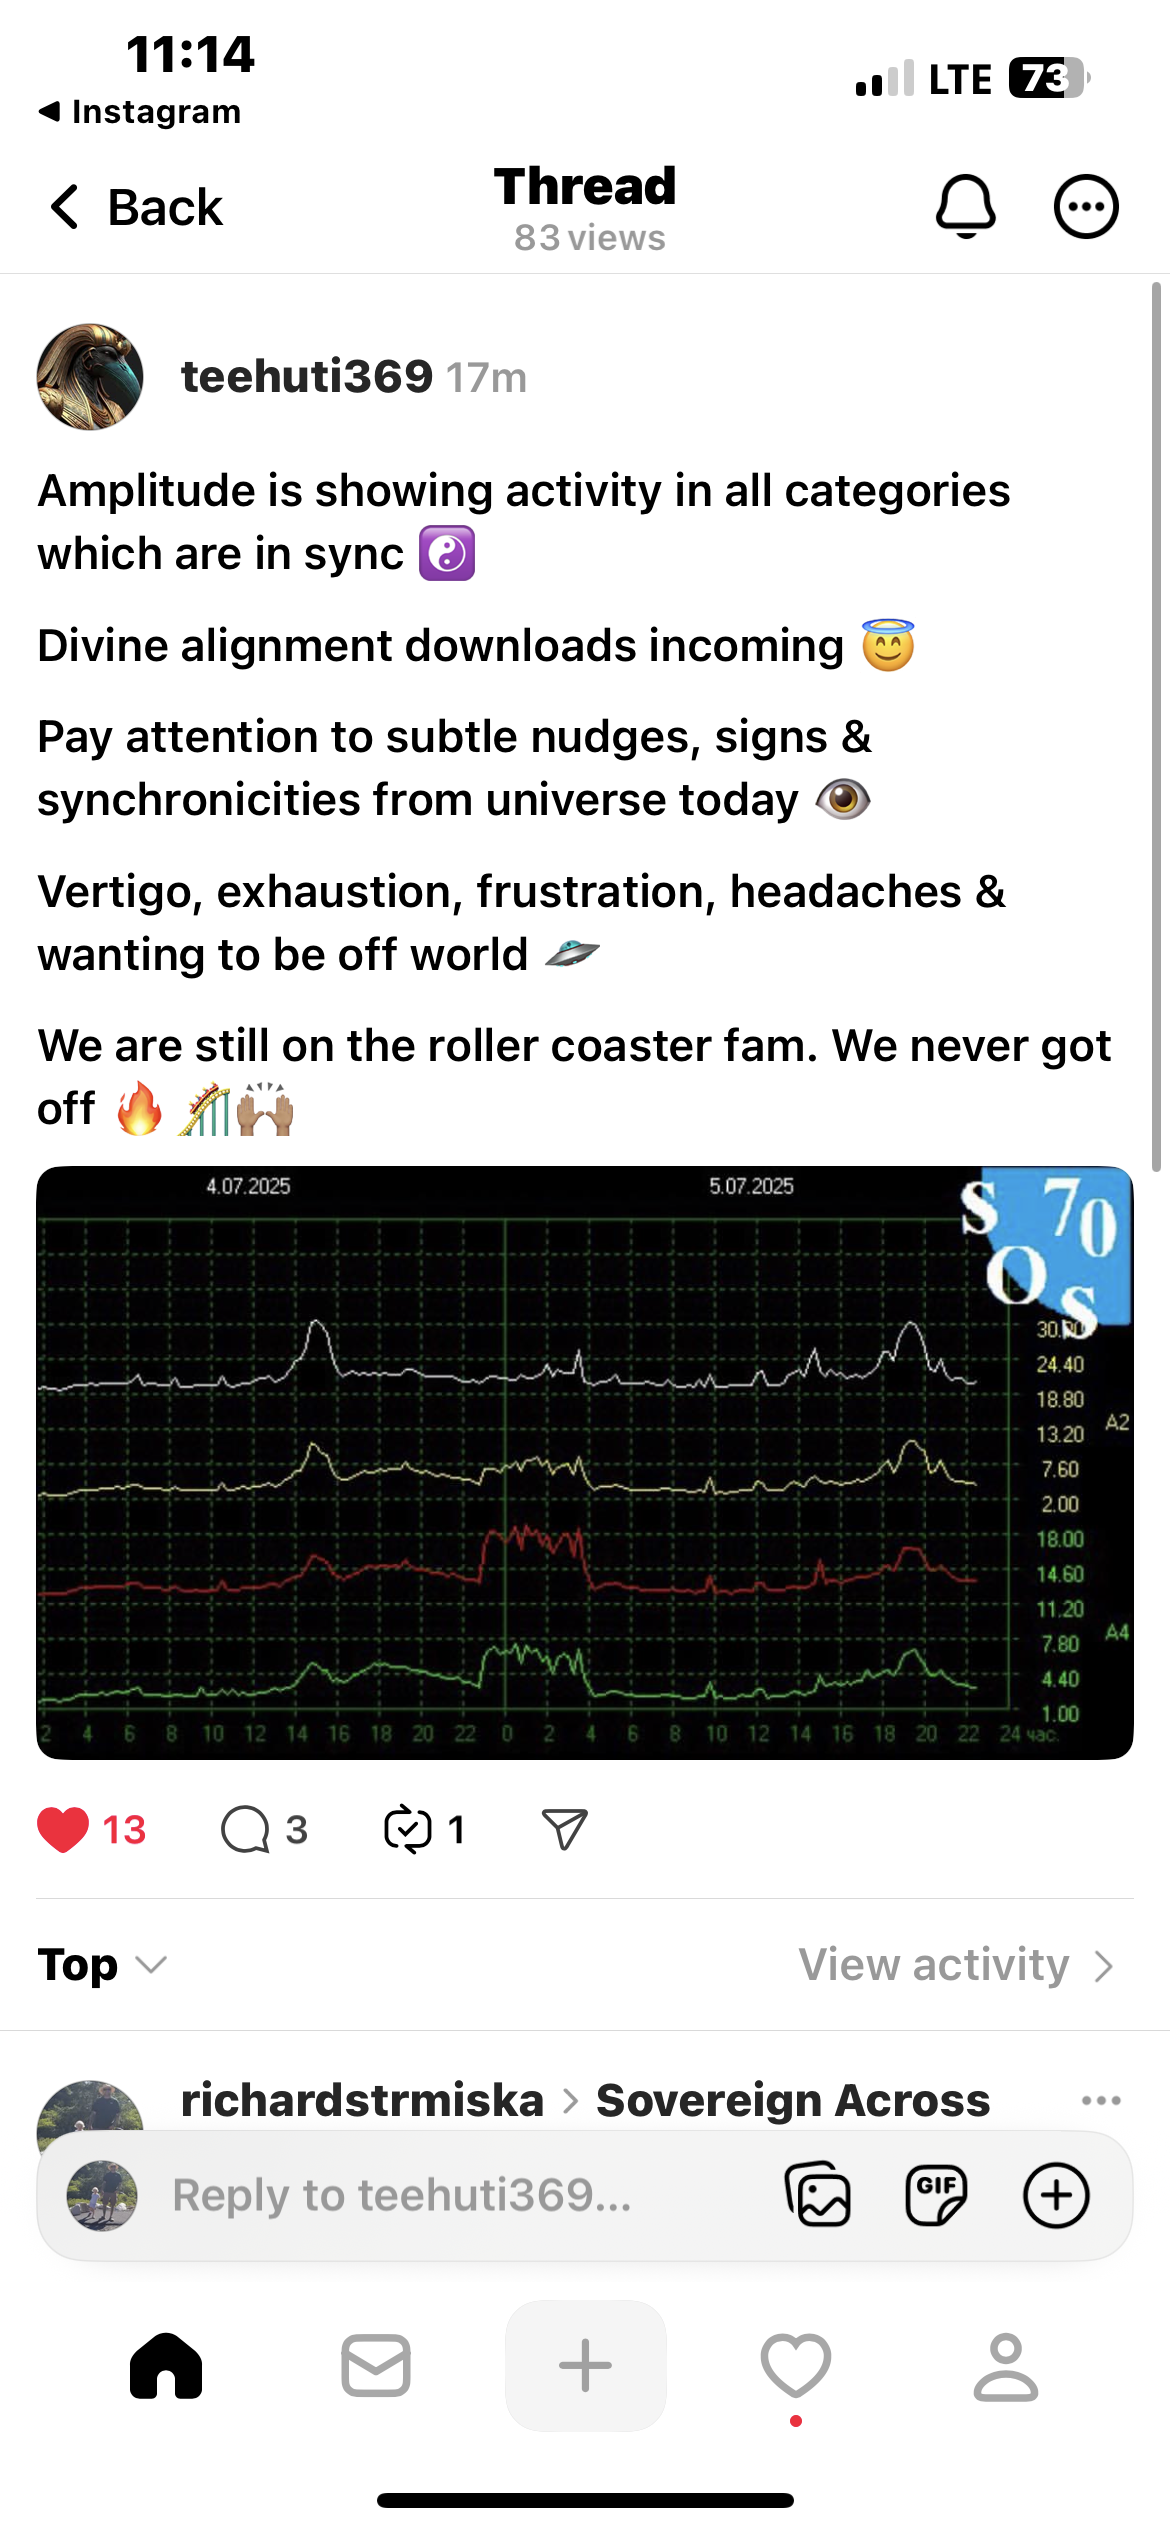 11:14
LTE
73
Instagram
Back
Thread
83 views
teehuti369 17m
Amplitude is showing activity in all categories
which are in sync ☯️
Divine alignment downloads incoming 😇
Pay attention to subtle nudges, signs &
synchronicities from universe today 👁️
Vertigo, exhaustion, frustration, headaches &
wanting to be off world 🛸
We are still on the roller coaster fam. We never got
off 🔥 🎢🙌🏽
4.07.2025
5.07.2025
S 70
O S
24.40
18.80
A2
13.20
7.60
2.00
18.00
14.60
11.20
A4
7.80
4.40
1.00
2 4 6 8 10 12 14 16 18 20 22 0 2 4 6 8 10 12 14 16 18 20 22 24 час.
13
3
1
Top
View activity
richardstrmiska > Sovereign Across
Reply to teehuti369...
GIF